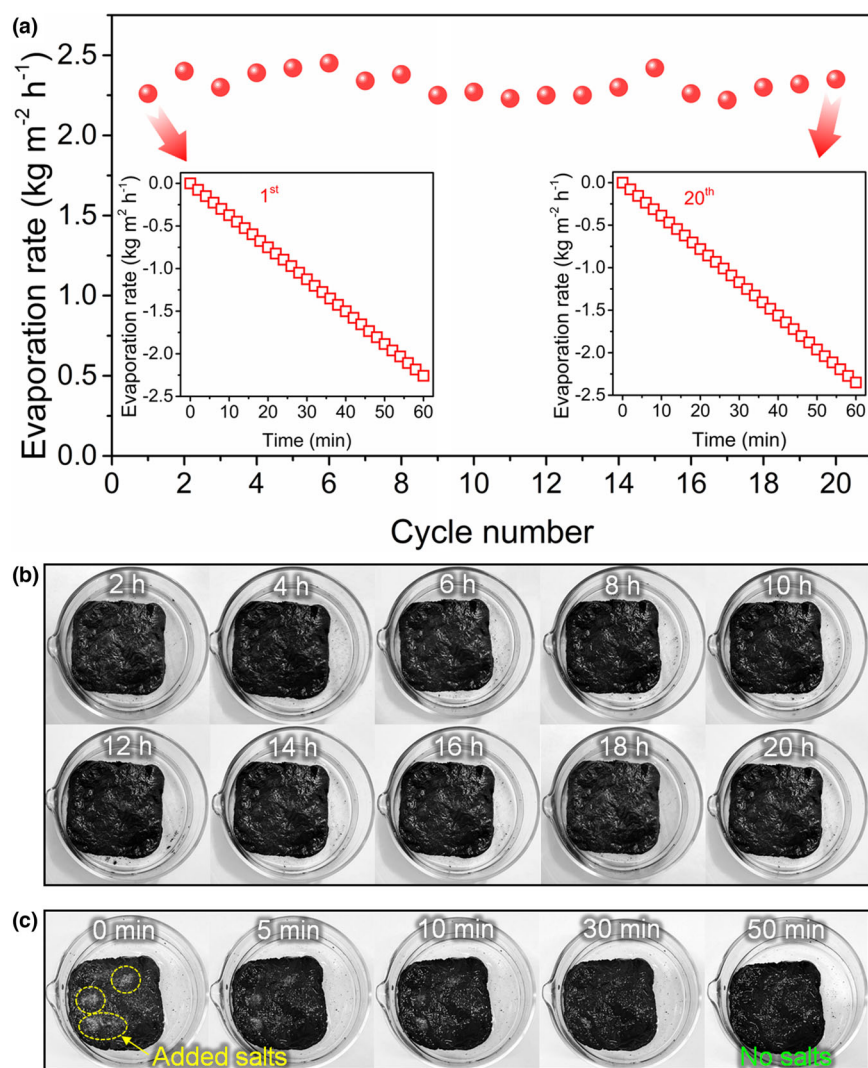 (a)
2.5
2.0
1.5
1.0
0.5
0.0
Evaporation rate (kg m⁻² h⁻¹)
0 2 4 6 8 10 12 14 16 18 20
Cycle number
1st
0.0
-0.5
-1.0
-1.5
-2.0
-2.5
Evaporation rate (kg m² h⁻¹)
0 10 20 30 40 50 60
Time (min)
20th
0.0
-0.5
-1.0
-1.5
-2.0
-2.5
Evaporation rate (kg m⁻² h⁻¹)
0 10 20 30 40 50 60
Time (min)
(b)
2 h 4 h 6 h 8 h 10 h
12 h 14 h 16 h 18 h 20 h
(c)
0 min 5 min 10 min 30 min 50 min
Added salts
No salts